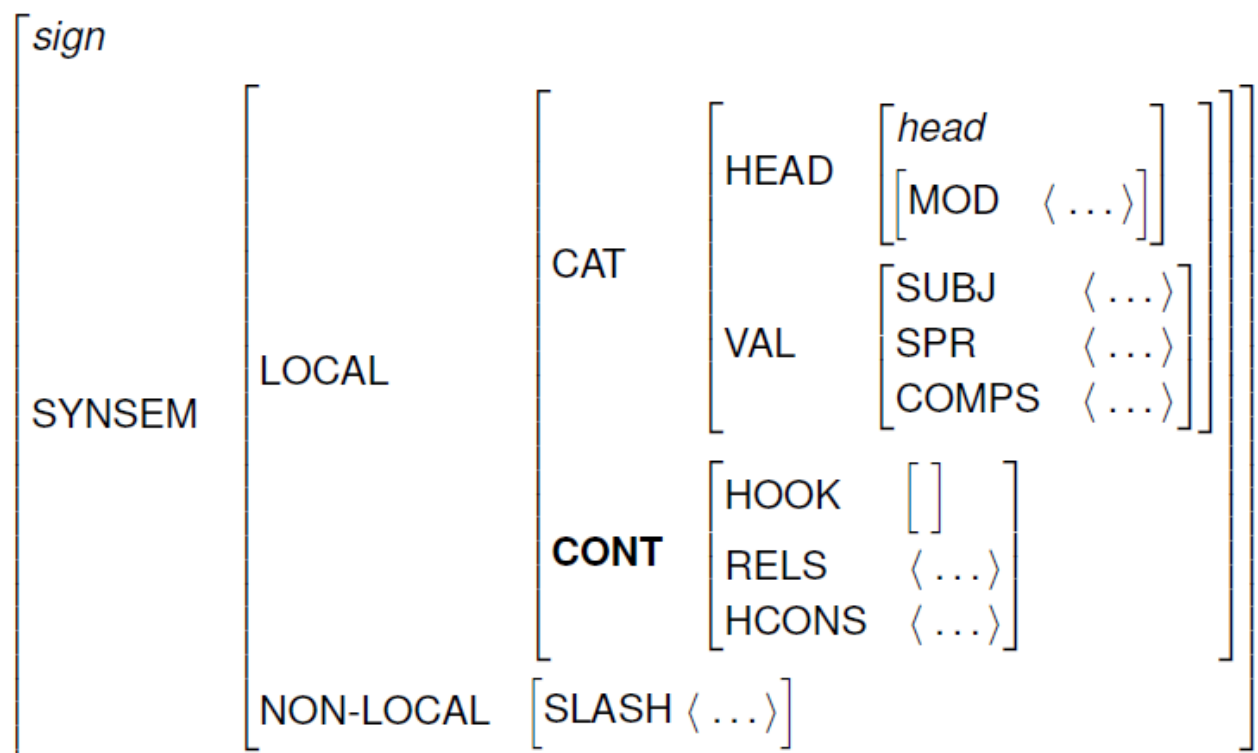 sign
HEAD head
[MOD ⟨ ...⟩]
CAT
SUBJ ⟨ ...⟩
VAL SPR ⟨ ...⟩
LOCAL
COMPS ⟨ ...⟩
SYNSEM
HOOK [ ]
CONT RELS ⟨ ...⟩
HCONS ⟨ ...⟩
NON-LOCAL [SLASH ⟨ ...⟩]